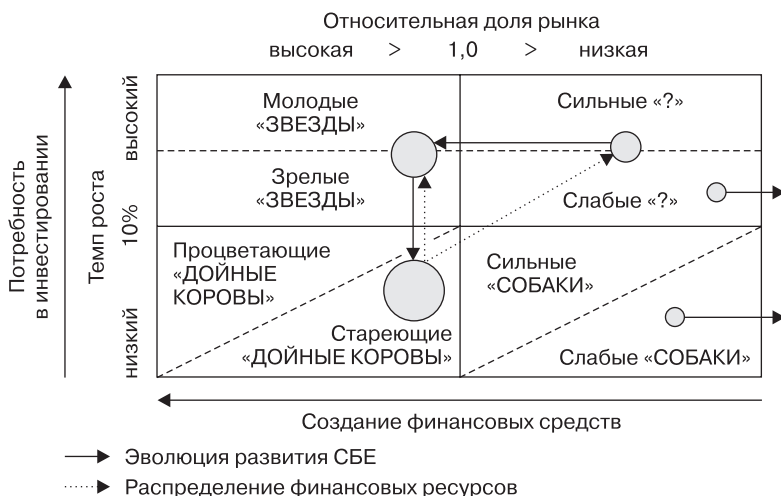 Относительная доля рынка
высокая > 1,0 > низкая
Потребность
в инвестировании
Темп роста
высокий
10%
низкий
Молодые
«ЗВЕЗДЫ»
Сильные «?»
Зрелые
«ЗВЕЗДЫ»
Слабые «?»
Процветающие
«ДОЙНЫЕ
КОРОВЫ»
Сильные
«СОБАКИ»
Стареющие
«ДОЙНЫЕ КОРОВЫ»
Слабые «СОБАКИ»
Создание финансовых средств
Эволюция развития СБЕ
Распределение финансовых ресурсов